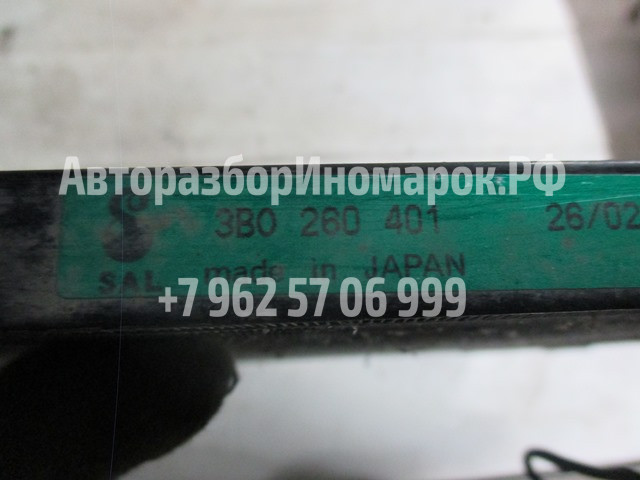 АвторазборИномарок.РФ
3B0 260 401 26/02
SAL made in JAPAN
+7 962 57 06 999